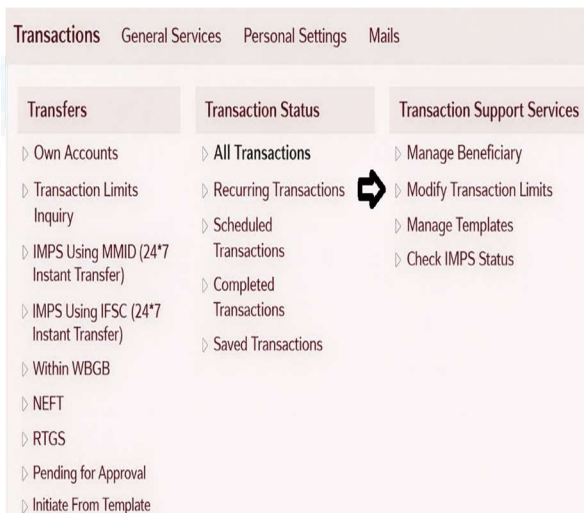 Transactions General Services Personal Settings Mails
Transfers
Own Accounts
Transaction Limits
Inquiry
IMPS Using MMID (24*7
Instant Transfer)
IMPS Using IFSC (24*7
Instant Transfer)
Within WBGB
NEFT
RTGS
Pending for Approval
Initiate From Template
Transaction Status
All Transactions
Recurring Transactions
Scheduled
Transactions
Completed
Transactions
Saved Transactions
Transaction Support Services
Manage Beneficiary
Modify Transaction Limits
Manage Templates
Check IMPS Status